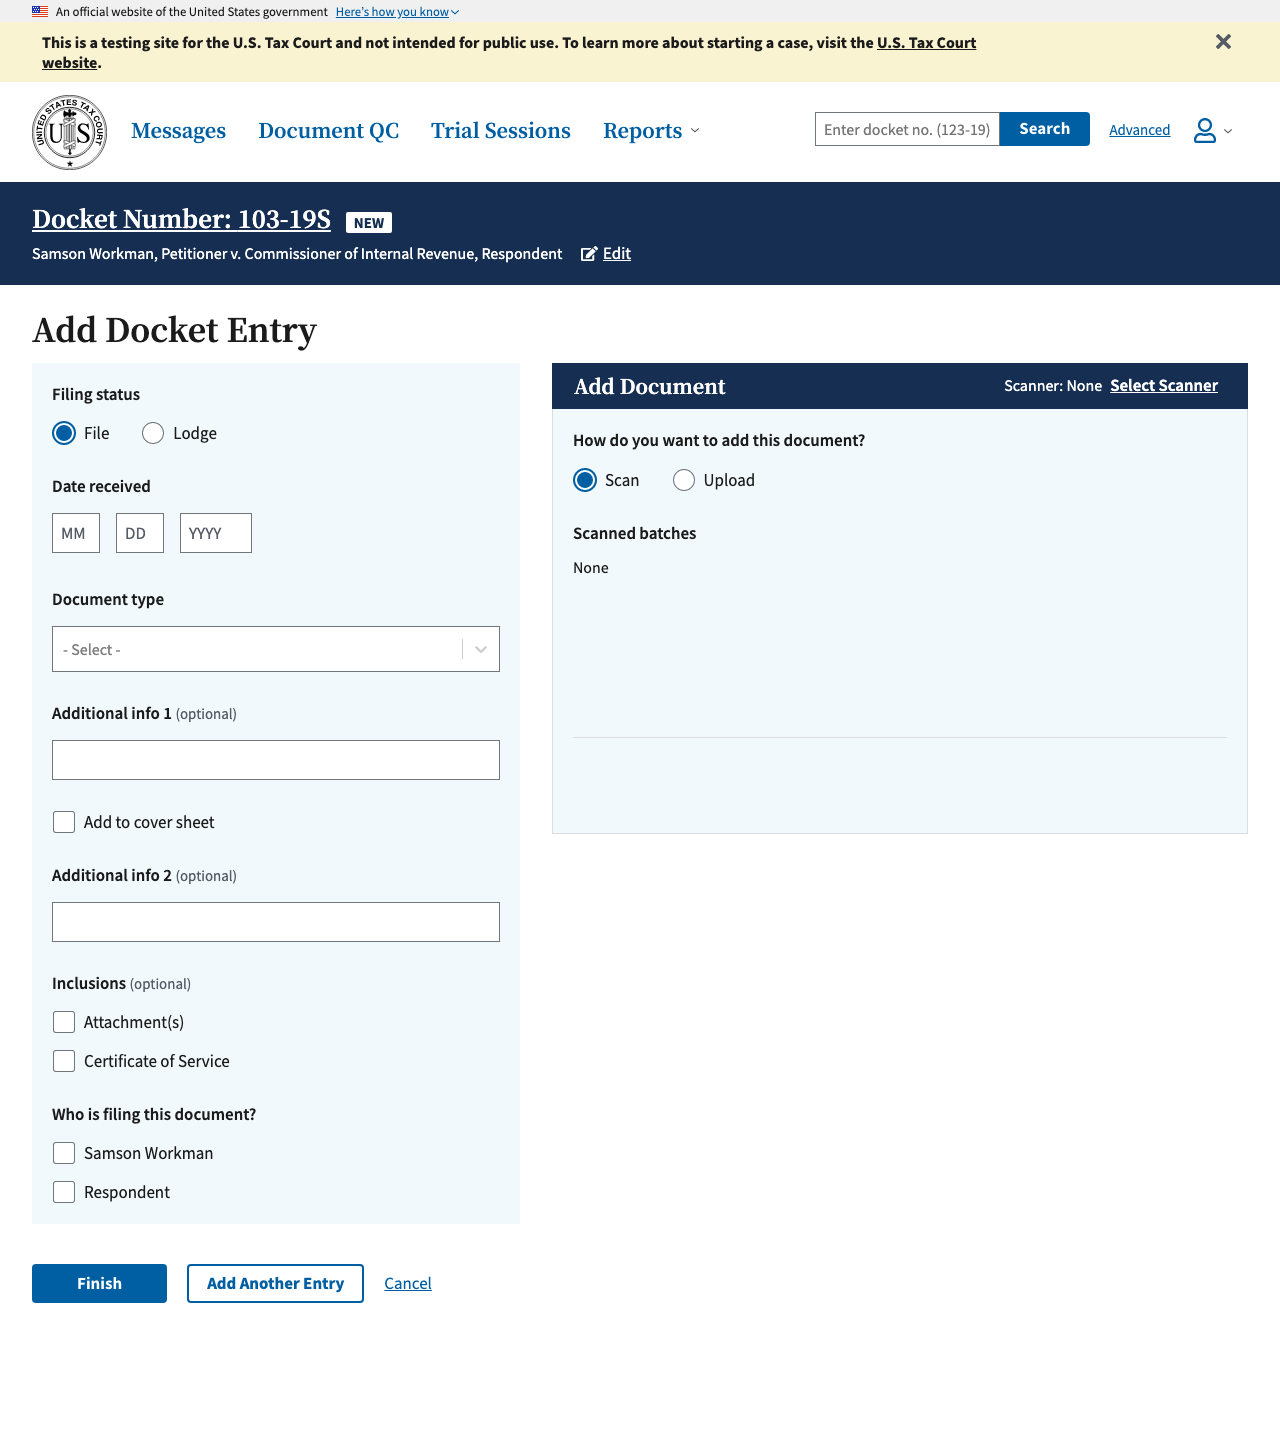 An official website of the United States government Here’s how you know
This is a testing site for the U.S. Tax Court and not intended for public use. To learn more about starting a case, visit the U.S. Tax Court
website.
UNITED STATES TAX COURT
US
Messages Document QC Trial Sessions Reports Enter docket no. (123-19) Search Advanced
Docket Number: 103-19S NEW
Samson Workman, Petitioner v. Commissioner of Internal Revenue, Respondent Edit
Add Docket Entry
Filing status
File Lodge
Date received
MM DD YYYY
Document type
- Select -
Additional info 1 (optional)
Add to cover sheet
Additional info 2 (optional)
Inclusions (optional)
Attachment(s)
Certificate of Service
Who is filing this document?
Samson Workman
Respondent
Add Document Scanner: None Select Scanner
How do you want to add this document?
Scan Upload
Scanned batches
None
Finish Add Another Entry Cancel